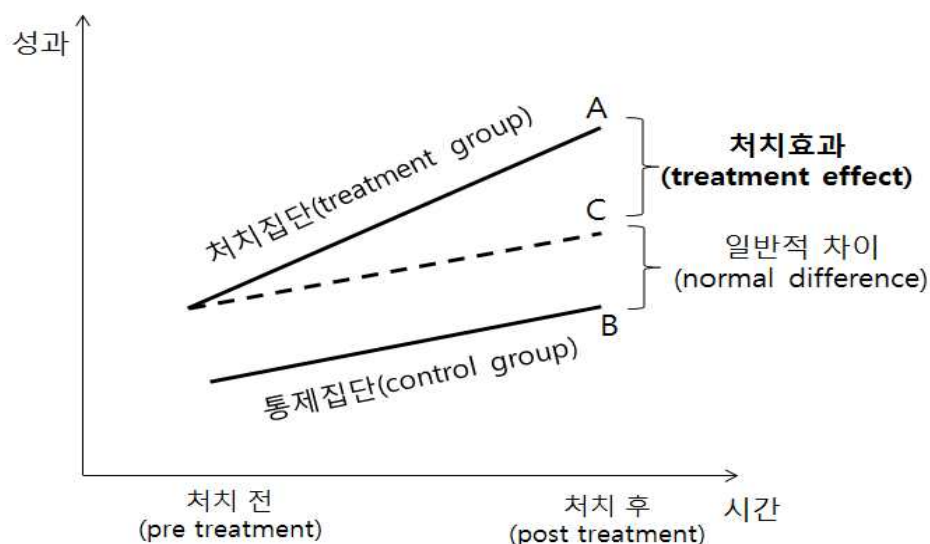 성과
A
처치집단(treatment group)
처치효과
(treatment effect)
C
일반적 차이
(normal difference)
B
통제집단(control group)
처치 전
(pre treatment)
처치 후
(post treatment)
시간